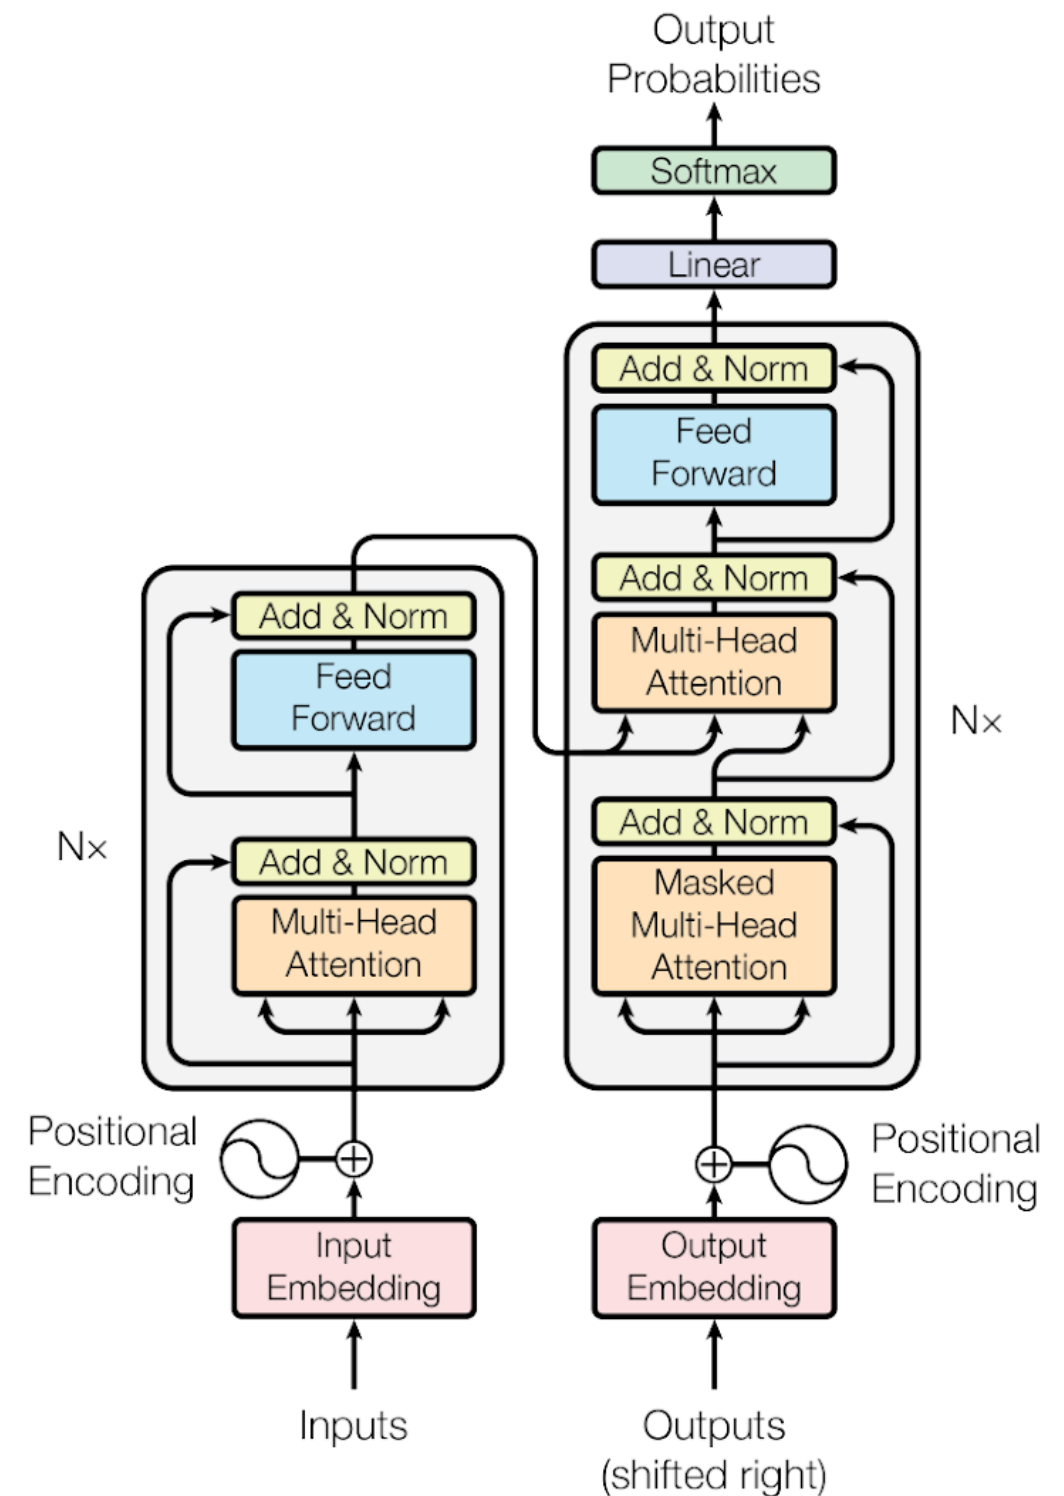 Output
Probabilities
Softmax
Linear
Add & Norm
Feed
Forward
Add & Norm
Multi-Head
Attention
N×
Add & Norm
Masked
Multi-Head
Attention
Add & Norm
Feed
Forward
N×
Add & Norm
Multi-Head
Attention
Positional
Encoding
Positional
Encoding
Input
Embedding
Output
Embedding
Inputs
Outputs
(shifted right)